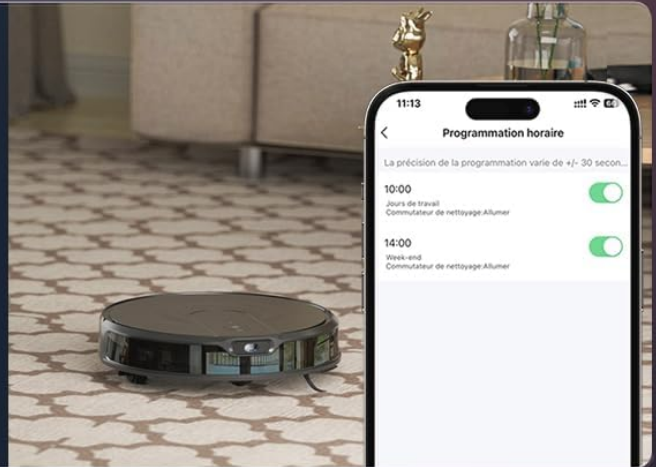 11:13
Programmation horaire
La précision de la programmation varie de +/- 30 secon...
10:00
Jours de travail
Commutateur de nettoyage:Allumer
14:00
Week-end
Commutateur de nettoyage:Allumer